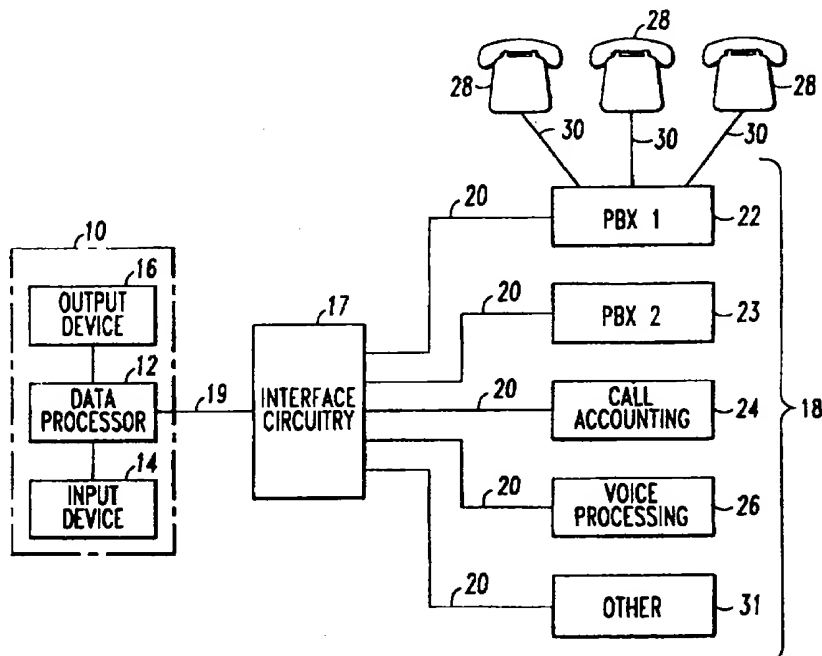 28
28
28
30
30
30
20
PBX 1
22
10
16
OUTPUT
DEVICE
17
20
PBX 2
23
12
DATA
PROCESSOR
19
INTERFACE
CIRCUITRY
20
CALL
ACCOUNTING
24
18
14
INPUT
DEVICE
20
VOICE
PROCESSING
26
20
OTHER
31